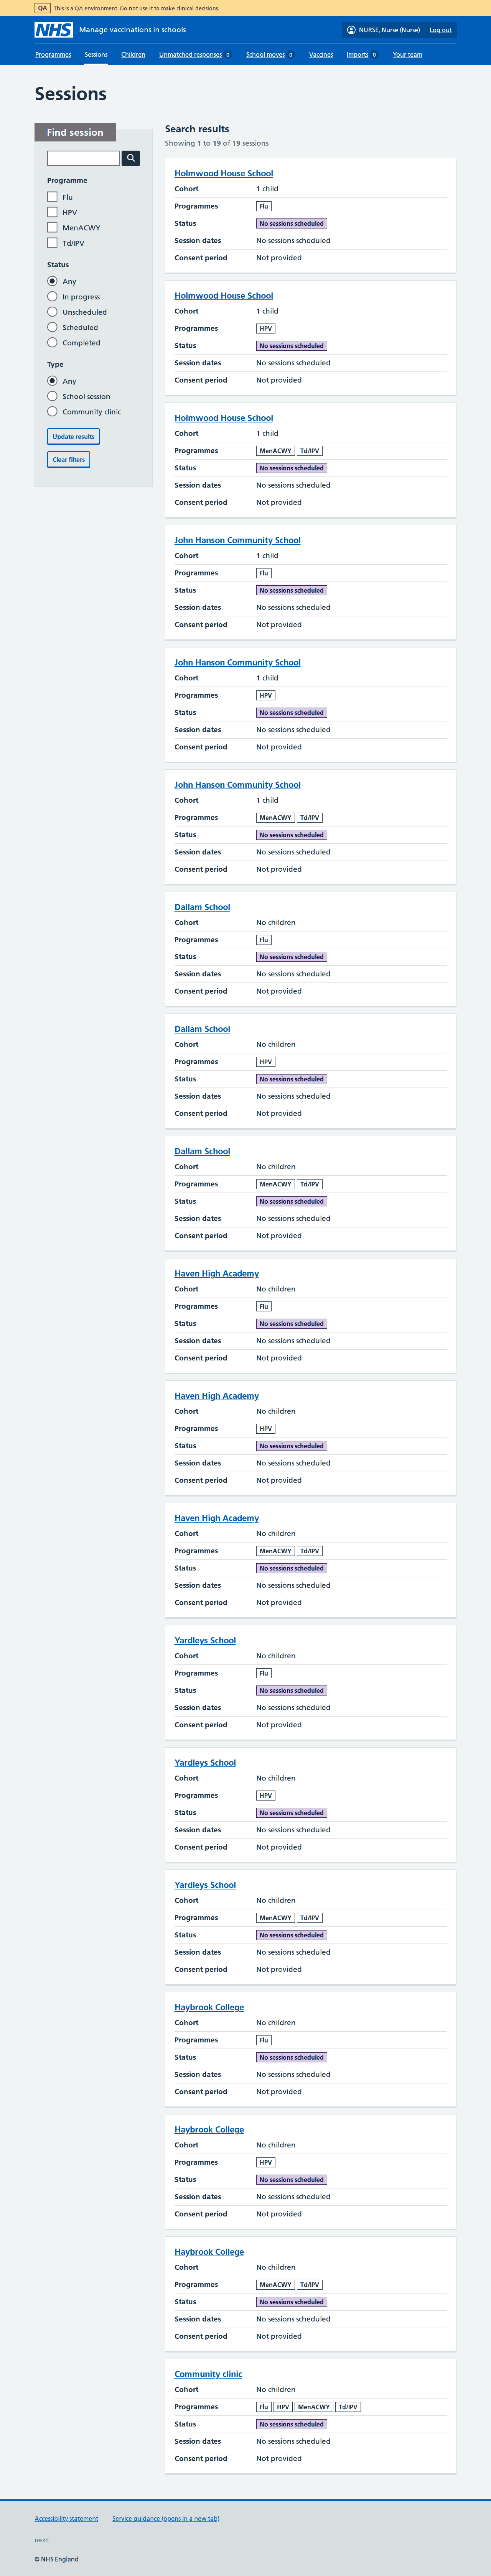 QA This is a QA environment. Do not use it to make clinical decisions.
NHS Manage vaccinations in schools NURSE, Nurse (Nurse) Log out
Programmes Sessions Children Unmatched responses 0 School moves 0 Vaccines Imports 0 Your team
Sessions
Find session
Programme
Flu
HPV
MenACWY
Td/IPV
Status
Any
In progress
Unscheduled
Scheduled
Completed
Type
Any
School session
Community clinic
Update results
Clear filters
Search results
Showing 1 to 19 of 19 sessions
Holmwood House School
Cohort 1 child
Programmes Flu
Status No sessions scheduled
Session dates No sessions scheduled
Consent period Not provided
Holmwood House School
Cohort 1 child
Programmes HPV
Status No sessions scheduled
Session dates No sessions scheduled
Consent period Not provided
Holmwood House School
Cohort 1 child
Programmes MenACWY Td/IPV
Status No sessions scheduled
Session dates No sessions scheduled
Consent period Not provided
John Hanson Community School
Cohort 1 child
Programmes Flu
Status No sessions scheduled
Session dates No sessions scheduled
Consent period Not provided
John Hanson Community School
Cohort 1 child
Programmes HPV
Status No sessions scheduled
Session dates No sessions scheduled
Consent period Not provided
John Hanson Community School
Cohort 1 child
Programmes MenACWY Td/IPV
Status No sessions scheduled
Session dates No sessions scheduled
Consent period Not provided
Dallam School
Cohort No children
Programmes Flu
Status No sessions scheduled
Session dates No sessions scheduled
Consent period Not provided
Dallam School
Cohort No children
Programmes HPV
Status No sessions scheduled
Session dates No sessions scheduled
Consent period Not provided
Dallam School
Cohort No children
Programmes MenACWY Td/IPV
Status No sessions scheduled
Session dates No sessions scheduled
Consent period Not provided
Haven High Academy
Cohort No children
Programmes Flu
Status No sessions scheduled
Session dates No sessions scheduled
Consent period Not provided
Haven High Academy
Cohort No children
Programmes HPV
Status No sessions scheduled
Session dates No sessions scheduled
Consent period Not provided
Haven High Academy
Cohort No children
Programmes MenACWY Td/IPV
Status No sessions scheduled
Session dates No sessions scheduled
Consent period Not provided
Yardleys School
Cohort No children
Programmes Flu
Status No sessions scheduled
Session dates No sessions scheduled
Consent period Not provided
Yardleys School
Cohort No children
Programmes HPV
Status No sessions scheduled
Session dates No sessions scheduled
Consent period Not provided
Yardleys School
Cohort No children
Programmes MenACWY Td/IPV
Status No sessions scheduled
Session dates No sessions scheduled
Consent period Not provided
Haybrook College
Cohort No children
Programmes Flu
Status No sessions scheduled
Session dates No sessions scheduled
Consent period Not provided
Haybrook College
Cohort No children
Programmes HPV
Status No sessions scheduled
Session dates No sessions scheduled
Consent period Not provided
Haybrook College
Cohort No children
Programmes MenACWY Td/IPV
Status No sessions scheduled
Session dates No sessions scheduled
Consent period Not provided
Community clinic
Cohort No children
Programmes Flu HPV MenACWY Td/IPV
Status No sessions scheduled
Session dates No sessions scheduled
Consent period Not provided
Accessibility statement Service guidance (opens in a new tab)
next
© NHS England